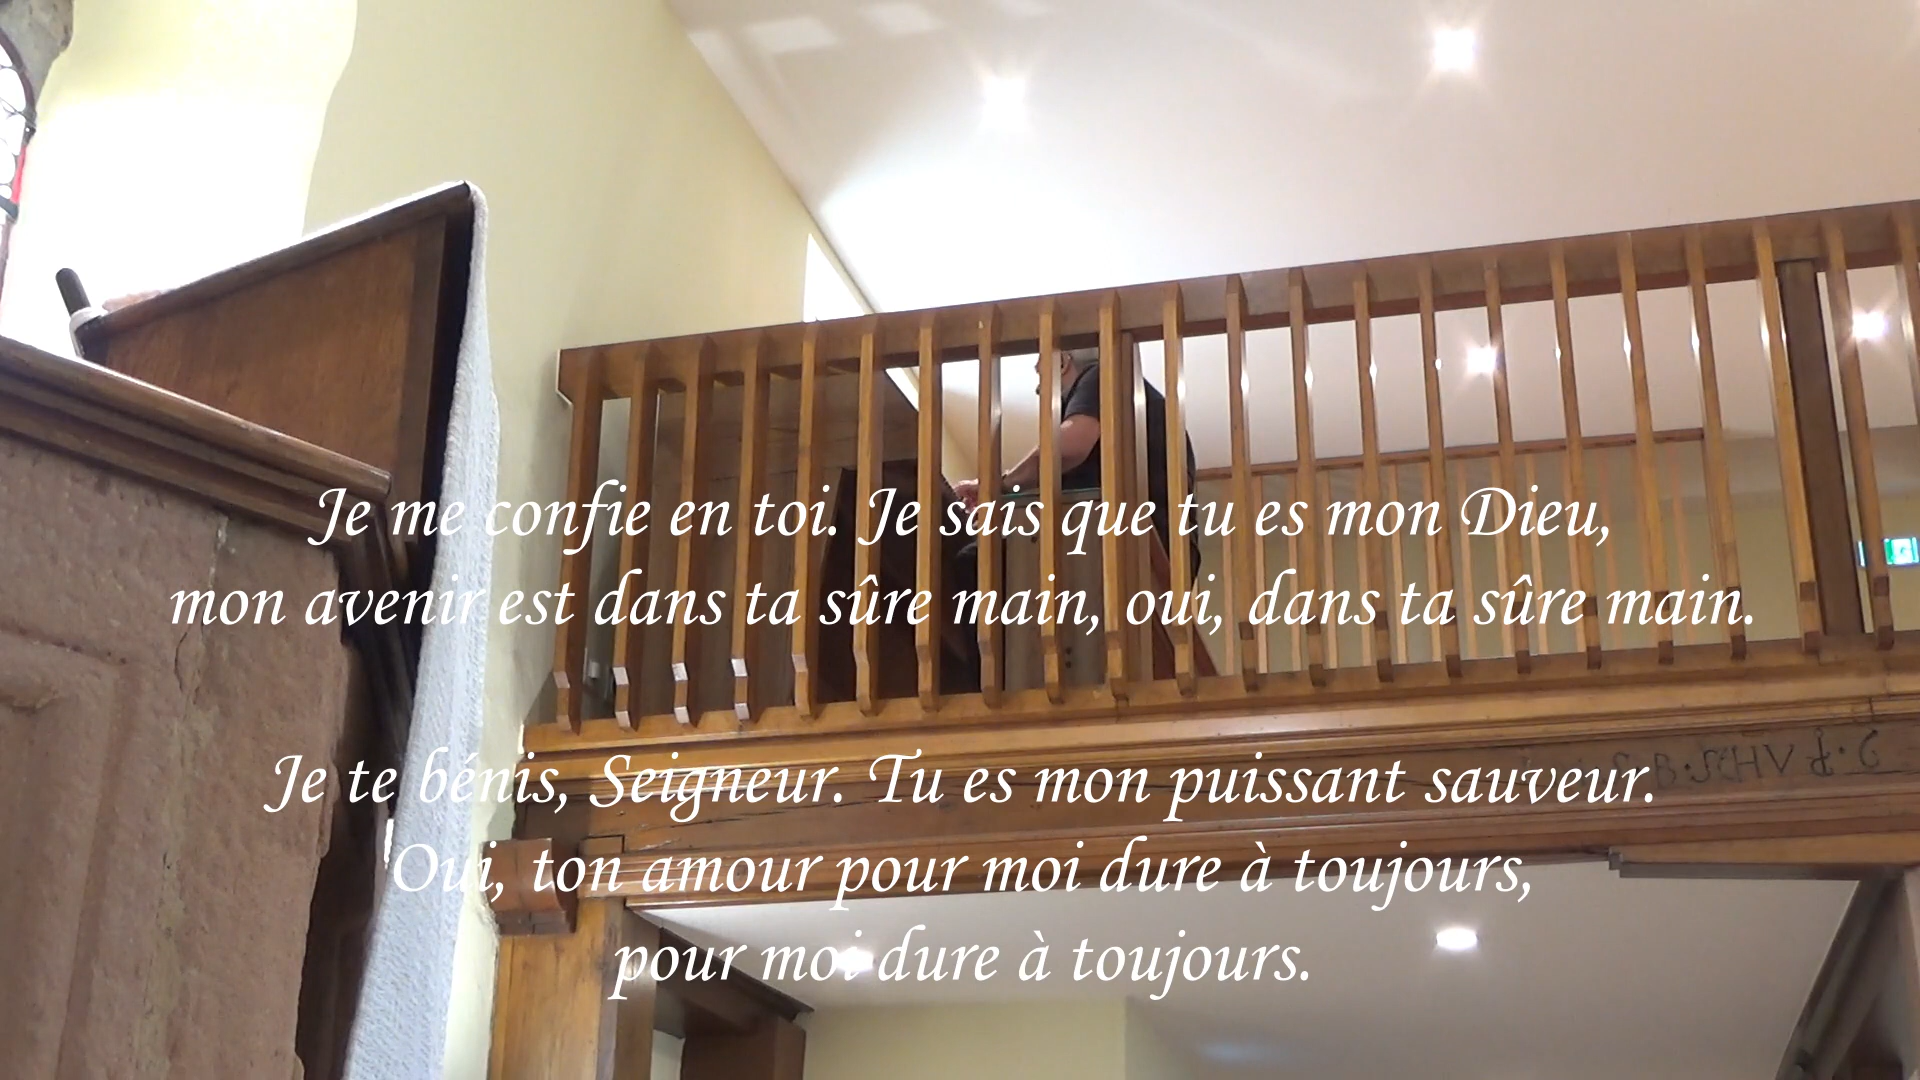 Je me confie en toi. Je sais que tu es mon Dieu,
mon avenir est dans ta sûre main, oui, dans ta sûre main.
Je te bénis, Seigneur. Tu es mon puissant sauveur.
Oui, ton amour pour moi dure à toujours,
pour moi dure à toujours.